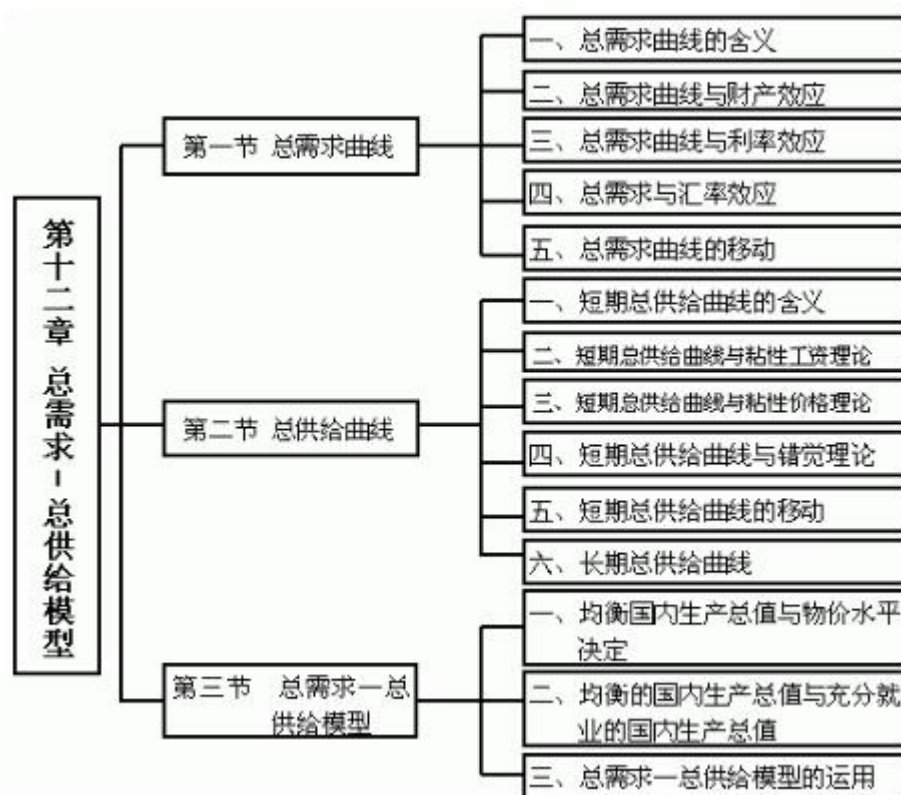 第十二章 总需求-总供给模型
第一节 总需求曲线
一、总需求曲线的含义
二、总需求曲线与财产效应
三、总需求曲线与利率效应
四、总需求与汇率效应
五、总需求曲线的移动
第二节 总供给曲线
一、短期总供给曲线的含义
二、短期总供给曲线与粘性工资理论
三、短期总供给曲线与粘性价格理论
四、短期总供给曲线与错觉理论
五、短期总供给曲线的移动
六、长期总供给曲线
第三节 总需求一总
供给模型
一、均衡国内生产总值与物价水平
决定
二、均衡的国内生产总值与充分就
业的国内生产总值
三、总需求一总供给模型的运用